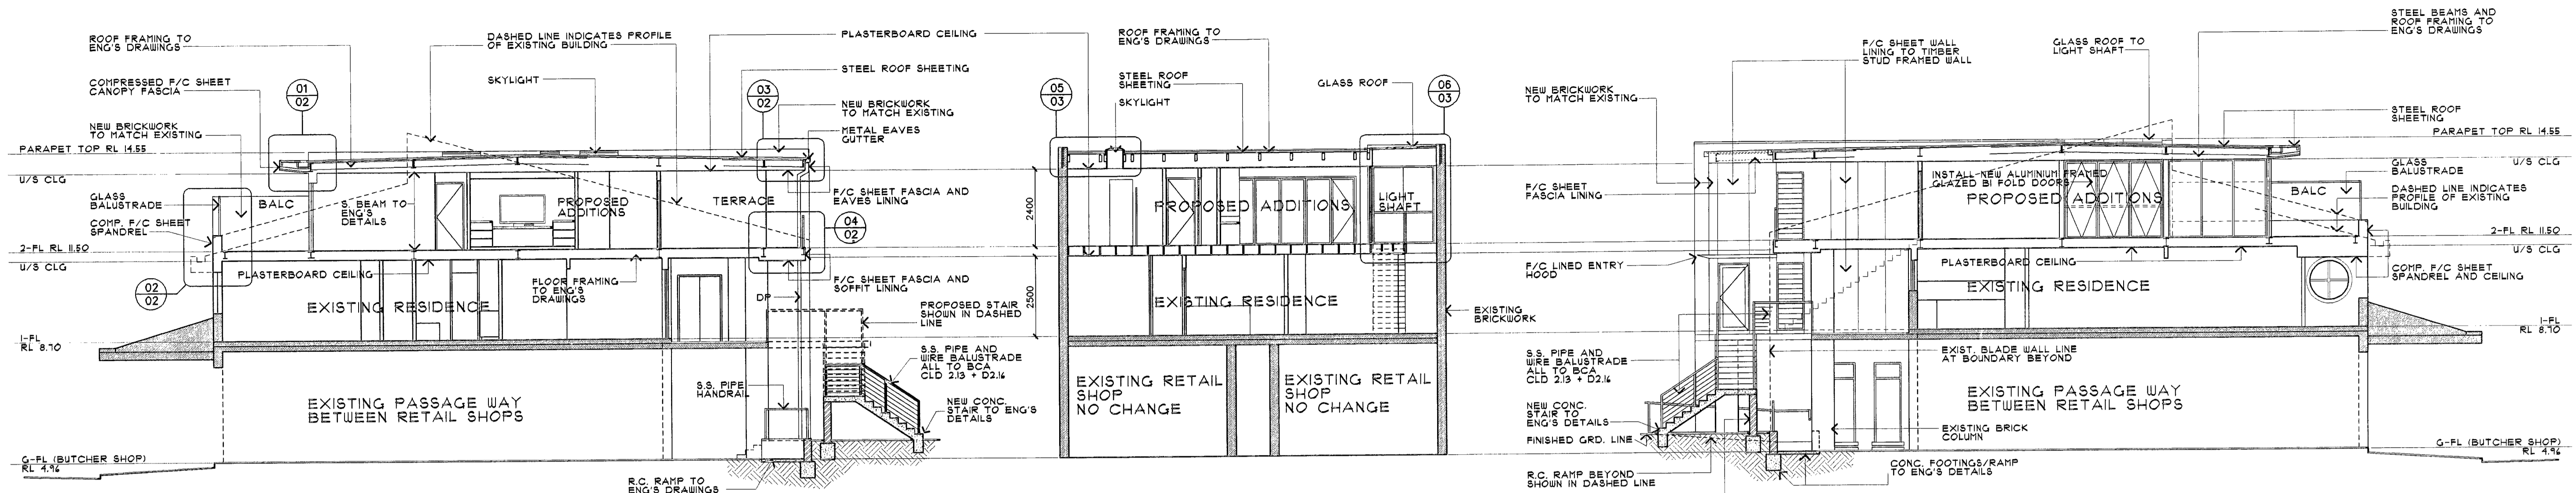 ROOF FRAMING TO
ENG'S DRAWINGS
COMPRESSED F/C SHEET
CANOPY FASCIA
NEW BRICKWORK
TO MATCH EXISTING
PARAPET TOP RL 14.55
U/S CLG
GLASS
BALUSTRADE
COMP. F/C SHEET
SPANDREL
2-FL RL 11.50
U/S CLG
02
02
1-FL
RL 8.70
G-FL (BUTCHER SHOP)
RL 4.96
01
02
DASHED LINE INDICATES PROFILE
OF EXISTING BUILDING
SKYLIGHT
BALC
S. BEAM TO
ENG'S
DETAILS
PROPOSED
ADDITIONS
TERRACE
PLASTERBOARD CEILING
FLOOR FRAMING
TO ENG'S
DRAWINGS
EXISTING RESIDENCE
EXISTING PASSAGE WAY
BETWEEN RETAIL SHOPS
PLASTERBOARD CEILING
STEEL ROOF SHEETING
03
02
NEW BRICKWORK
TO MATCH EXISTING
METAL EAVES
GUTTER
F/C SHEET FASCIA AND
EAVES LINING
04
02
F/C SHEET FASCIA AND
SOFFIT LINING
DP
PROPOSED STAIR
SHOWN IN DASHED
LINE
S.S. PIPE AND
WIRE BALUSTRADE
ALL TO BCA
CLD 2.13 + D2.16
S.S. PIPE
HANDRAIL
NEW CONC.
STAIR TO ENG'S
DETAILS
R.C. RAMP TO
ENG'S DRAWINGS
ROOF FRAMING TO
ENG'S DRAWINGS
STEEL ROOF
SHEETING
SKYLIGHT
05
03
GLASS ROOF
06
03
2400
2500
PROPOSED ADDITIONS
LIGHT
SHAFT
EXISTING RESIDENCE
EXISTING
BRICKWORK
EXISTING RETAIL
SHOP
NO CHANGE
EXISTING RETAIL
SHOP
NO CHANGE
F/C SHEET WALL
LINING TO TIMBER
STUD FRAMED WALL
GLASS ROOF TO
LIGHT SHAFT
STEEL BEAMS AND
ROOF FRAMING TO
ENG'S DRAWINGS
NEW BRICKWORK
TO MATCH EXISTING
STEEL ROOF
SHEETING
PARAPET TOP RL 14.55
U/S CLG
F/C SHEET
FASCIA LINING
INSTALL NEW ALUMINIUM FRAMED
GLAZED BI FOLD DOORS
PROPOSED ADDITIONS
BALC
GLASS
BALUSTRADE
DASHED LINE INDICATES
PROFILE OF EXISTING
BUILDING
2-FL RL 11.50
U/S CLG
F/C LINED ENTRY
HOOD
PLASTERBOARD CEILING
EXISTING RESIDENCE
COMP. F/C SHEET
SPANDREL AND CEILING
1-FL
RL 8.70
S.S. PIPE AND
WIRE BALUSTRADE
ALL TO BCA
CLD 2.13 + D2.16
EXIST. BLADE WALL LINE
AT BOUNDARY BEYOND
EXISTING PASSAGE WAY
BETWEEN RETAIL SHOPS
NEW CONC.
STAIR TO
ENG'S DETAILS
FINISHED GRD. LINE
EXISTING BRICK
COLUMN
R.C. RAMP BEYOND
SHOWN IN DASHED LINE
CONC. FOOTINGS/RAMP
TO ENG'S DETAILS
G-FL (BUTCHER SHOP)
RL 4.96